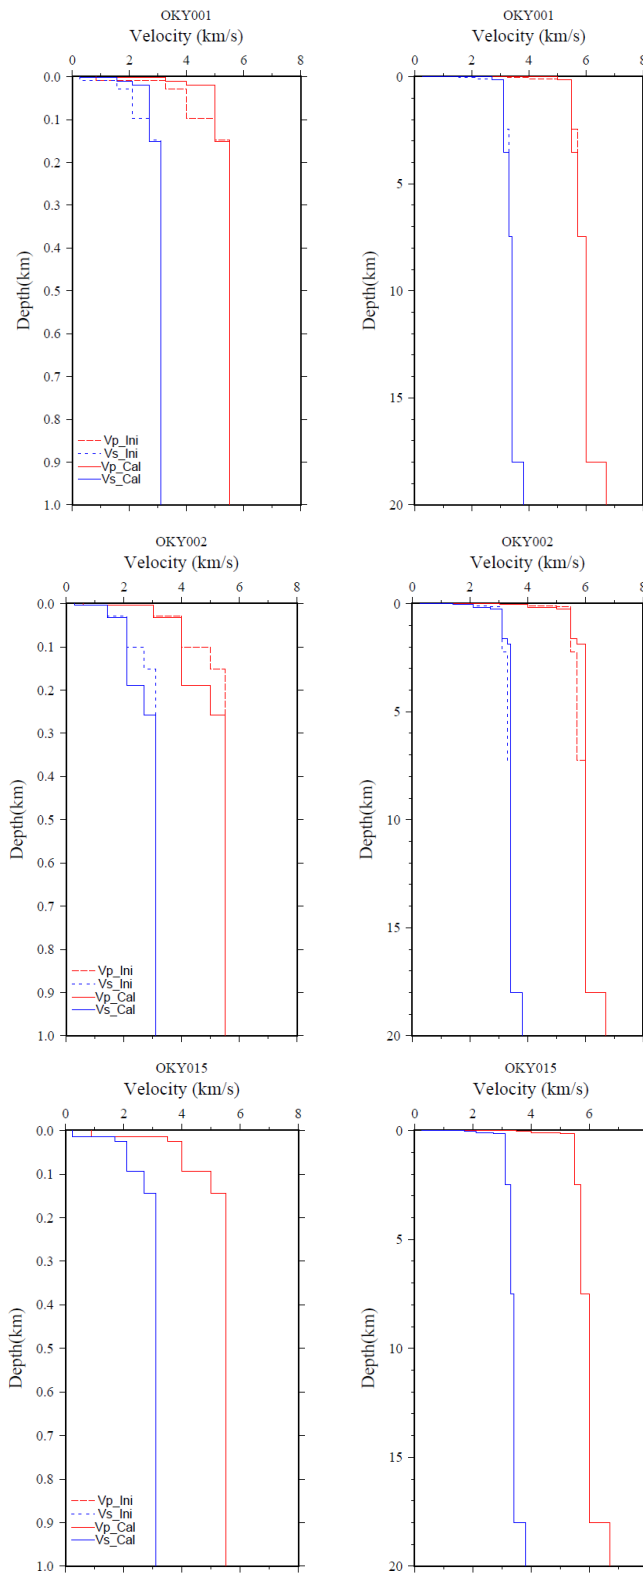 OKY001
Velocity (km/s)
0 2 4 6 8
0.0
0.1
0.2
0.3
0.4
0.5
0.6
0.7
0.8
0.9
1.0
Depth(km)
Vp_Ini
Vs_Ini
Vp_Cal
Vs_Cal
OKY001
Velocity (km/s)
0 2 4 6 8
0
5
10
15
20
Depth(km)
OKY002
Velocity (km/s)
0 2 4 6 8
0.0
0.1
0.2
0.3
0.4
0.5
0.6
0.7
0.8
0.9
1.0
Depth(km)
Vp_Ini
Vs_Ini
Vp_Cal
Vs_Cal
OKY002
Velocity (km/s)
0 2 4 6 8
0
5
10
15
20
Depth(km)
OKY015
Velocity (km/s)
0 2 4 6 8
0.0
0.1
0.2
0.3
0.4
0.5
0.6
0.7
0.8
0.9
1.0
Depth(km)
Vp_Ini
Vs_Ini
Vp_Cal
Vs_Cal
OKY015
Velocity (km/s)
0 2 4 6
0
5
10
15
20
Depth(km)